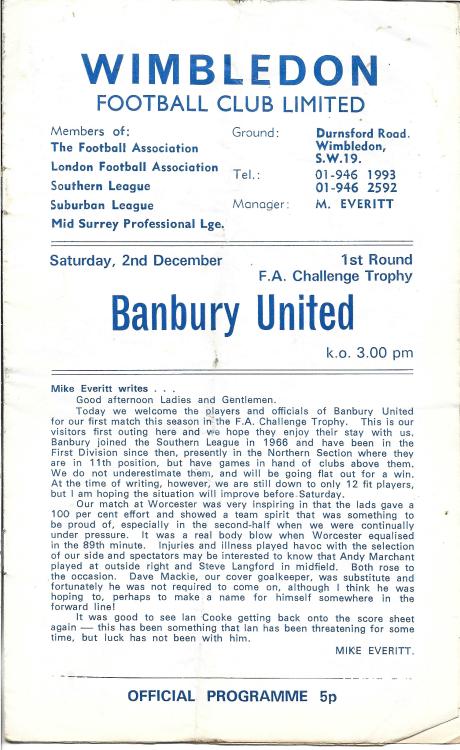 WIMBLEDON
FOOTBALL CLUB LIMITED
Members of:
The Football Association
London Football Association
Southern League
Suburban League
Mid Surrey Professional Lge.
Ground: Durnsford Road.
Wimbledon,
S.W.19.
Tel.: 01-946 1993
01-946 2592
Manager: M. EVERITT
Saturday, 2nd December
1st Round
F.A. Challenge Trophy
Banbury United
k.o. 3.00 pm
Mike Everitt writes . . .
Good afternoon Ladies and Gentlemen.
Today we welcome the players and officials of Banbury United
for our first match this season in the F.A. Challenge Trophy. This is our
visitors first outing here and we hope they enjoy their stay with us.
Banbury joined the Southern League in 1966 and have been in the
First Division since then, presently in the Northern Section where they
are in 11th position, but have games in hand of clubs above them.
We do not underestimate them, and will be going flat out for a win.
At the time of writing, however, we are still down to only 12 fit players,
but I am hoping the situation will improve before Saturday.
Our match at Worcester was very inspiring in that the lads gave a
100 per cent effort and showed a team spirit that was something to
be proud of, especially in the second-half when we were continually
under pressure. It was a real body blow when Worcester equalised
in the 89th minute. Injuries and illness played havoc with the selection
of our side and spectators may be interested to know that Andy Marchant
played at outside right and Steve Langford in midfield. Both rose to
the occasion. Dave Mackie, our cover goalkeeper, was substitute and
fortunately he was not required to come on, although I think he was
hoping to, perhaps to make a name for himself somewhere in the
forward line!
It was good to see Ian Cooke getting back onto the score sheet
again — this has been something that Ian has been threatening for some
time, but luck has not been with him.
MIKE EVERITT.
OFFICIAL PROGRAMME 5p